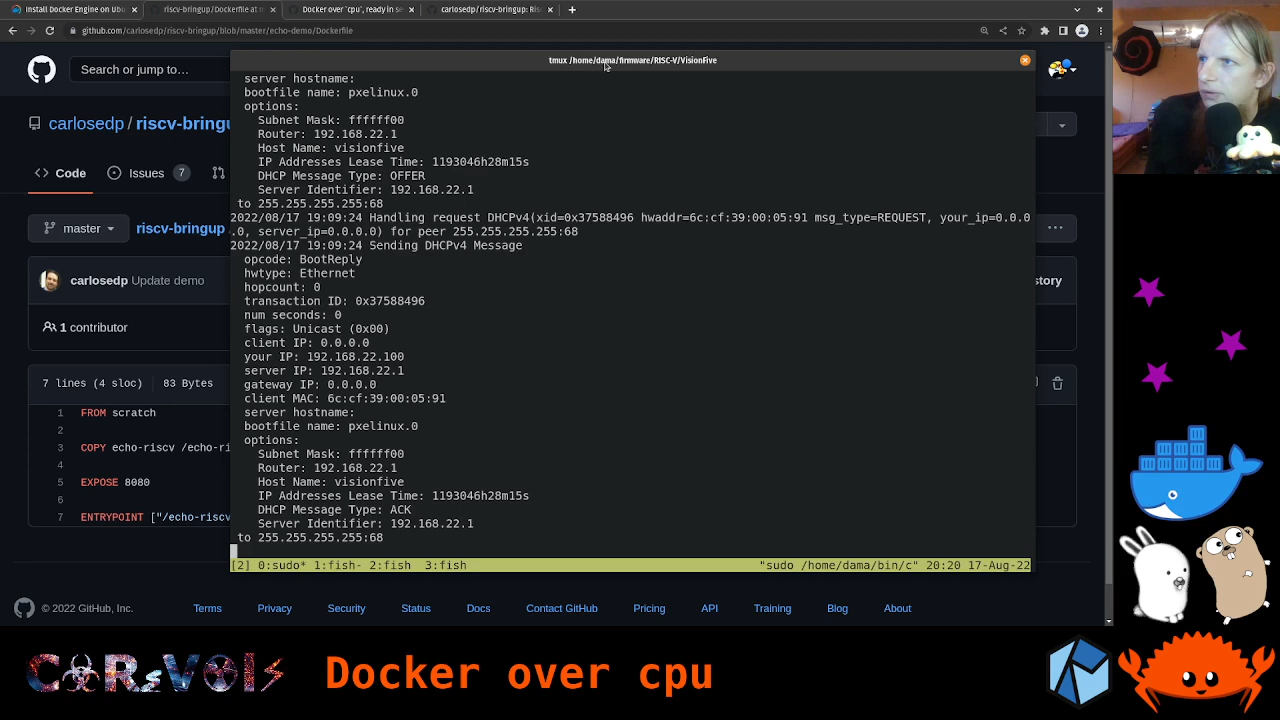 Install Docker Engine on Ubu
riscv-bringup/Dockerfile at m
Docker over "cpu", ready in se
carlosedp/riscv-bringup: Ris
github.com/carlosedp/riscv-bringup/blob/master/echo-demo/Dockerfile
Search or jump to...
tmux /home/dama/firmware/RISC-V/VisionFive
carlosedp / riscv-bringu
Code
Issues 7
master
riscv-bringup
carlosedp Update demo
story
1 contributor
7 lines (4 sloc) 83 Bytes
1 FROM scratch
2
3 COPY echo-riscv /echo-ri
4
5 EXPOSE 8080
6
7 ENTRYPOINT ["/echo-riscv
server hostname:
bootfile name: pxelinux.0
options:
Subnet Mask: ffffff00
Router: 192.168.22.1
Host Name: visionfive
IP Addresses Lease Time: 1193046h28m15s
DHCP Message Type: OFFER
Server Identifier: 192.168.22.1
to 255.255.255.255:68
2022/08/17 19:09:24 Handling request DHCPv4(xid=0x37588496 hwaddr=6c:cf:39:00:05:91 msg_type=REQUEST, your_ip=0.0.0
.0, server_ip=0.0.0.0) for peer 255.255.255.255:68
2022/08/17 19:09:24 Sending DHCPv4 Message
opcode: BootReply
hwtype: Ethernet
hopcount: 0
transaction ID: 0x37588496
num seconds: 0
flags: Unicast (0x00)
client IP: 0.0.0.0
your IP: 192.168.22.100
server IP: 192.168.22.1
gateway IP: 0.0.0.0
client MAC: 6c:cf:39:00:05:91
server hostname:
bootfile name: pxelinux.0
options:
Subnet Mask: ffffff00
Router: 192.168.22.1
Host Name: visionfive
IP Addresses Lease Time: 1193046h28m15s
DHCP Message Type: ACK
Server Identifier: 192.168.22.1
to 255.255.255.255:68
[2] 0:sudo* 1:fish- 2:fish 3:fish "sudo /home/dama/bin/c" 20:20 17-Aug-22
© 2022 GitHub, Inc. Terms Privacy Security Status Docs Contact GitHub Pricing API Training Blog About
Docker over cpu